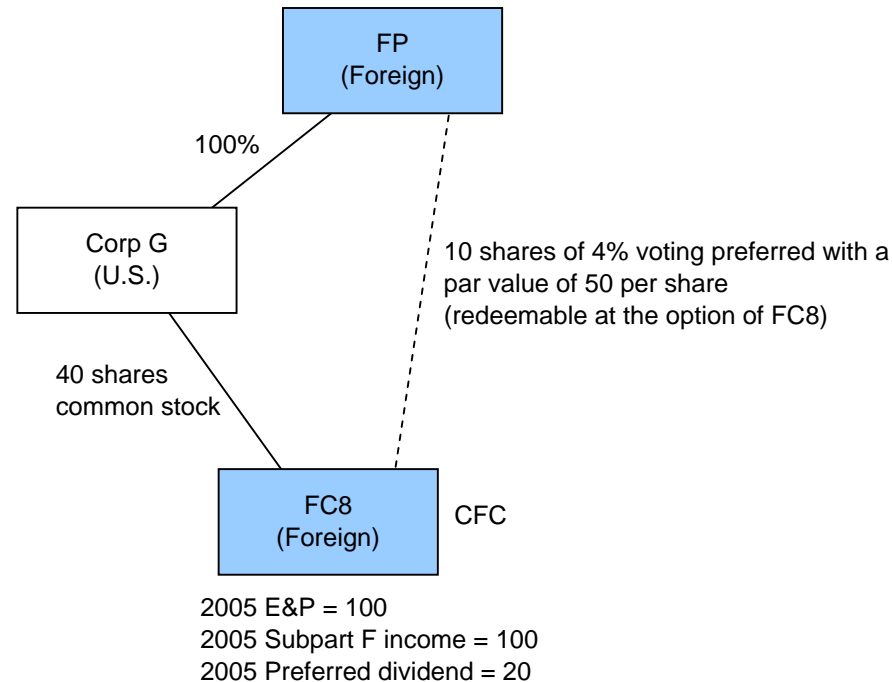 FP
(Foreign)
100%
Corp G
(U.S.)
10 shares of 4% voting preferred with a
par value of 50 per share
(redeemable at the option of FC8)
40 shares
common stock
FC8
(Foreign)
CFC
2005 E&P = 100
2005 Subpart F income = 100
2005 Preferred dividend = 20